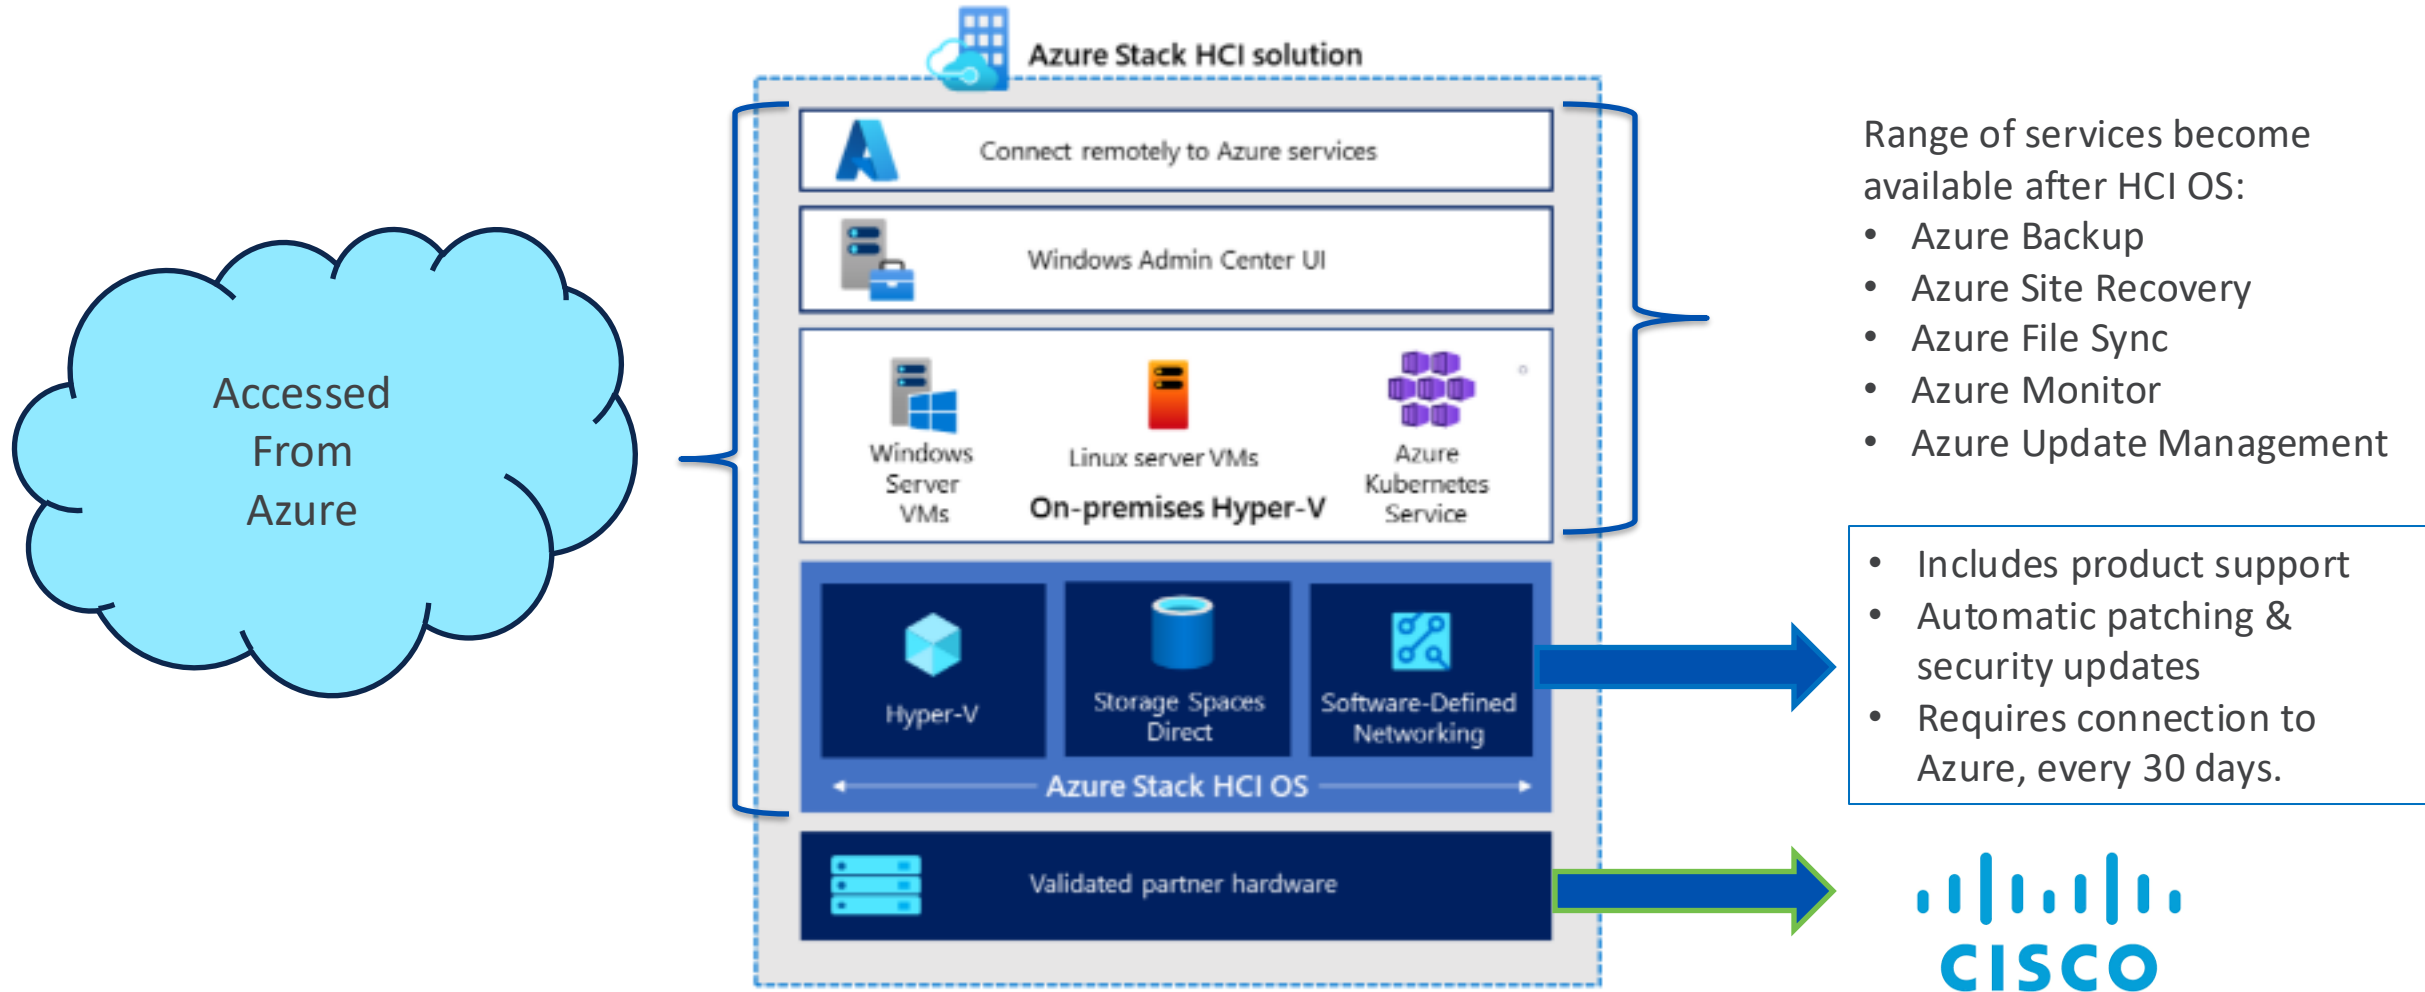 Azure Stack HCI solution
Connect remotely to Azure services
Windows Admin Center UI
Windows
Server
VMs
Linux server VMs
Azure
Kubernetes
Service
On-premises Hyper-V
Hyper-V
Storage Spaces
Direct
Software-Defined
Networking
Azure Stack HCI OS
Validated partner hardware
Accessed
From
Azure
Range of services become
available after HCI OS:
• Azure Backup
• Azure Site Recovery
• Azure File Sync
• Azure Monitor
• Azure Update Management
• Includes product support
• Automatic patching &
security updates
• Requires connection to
Azure, every 30 days.
CISCO